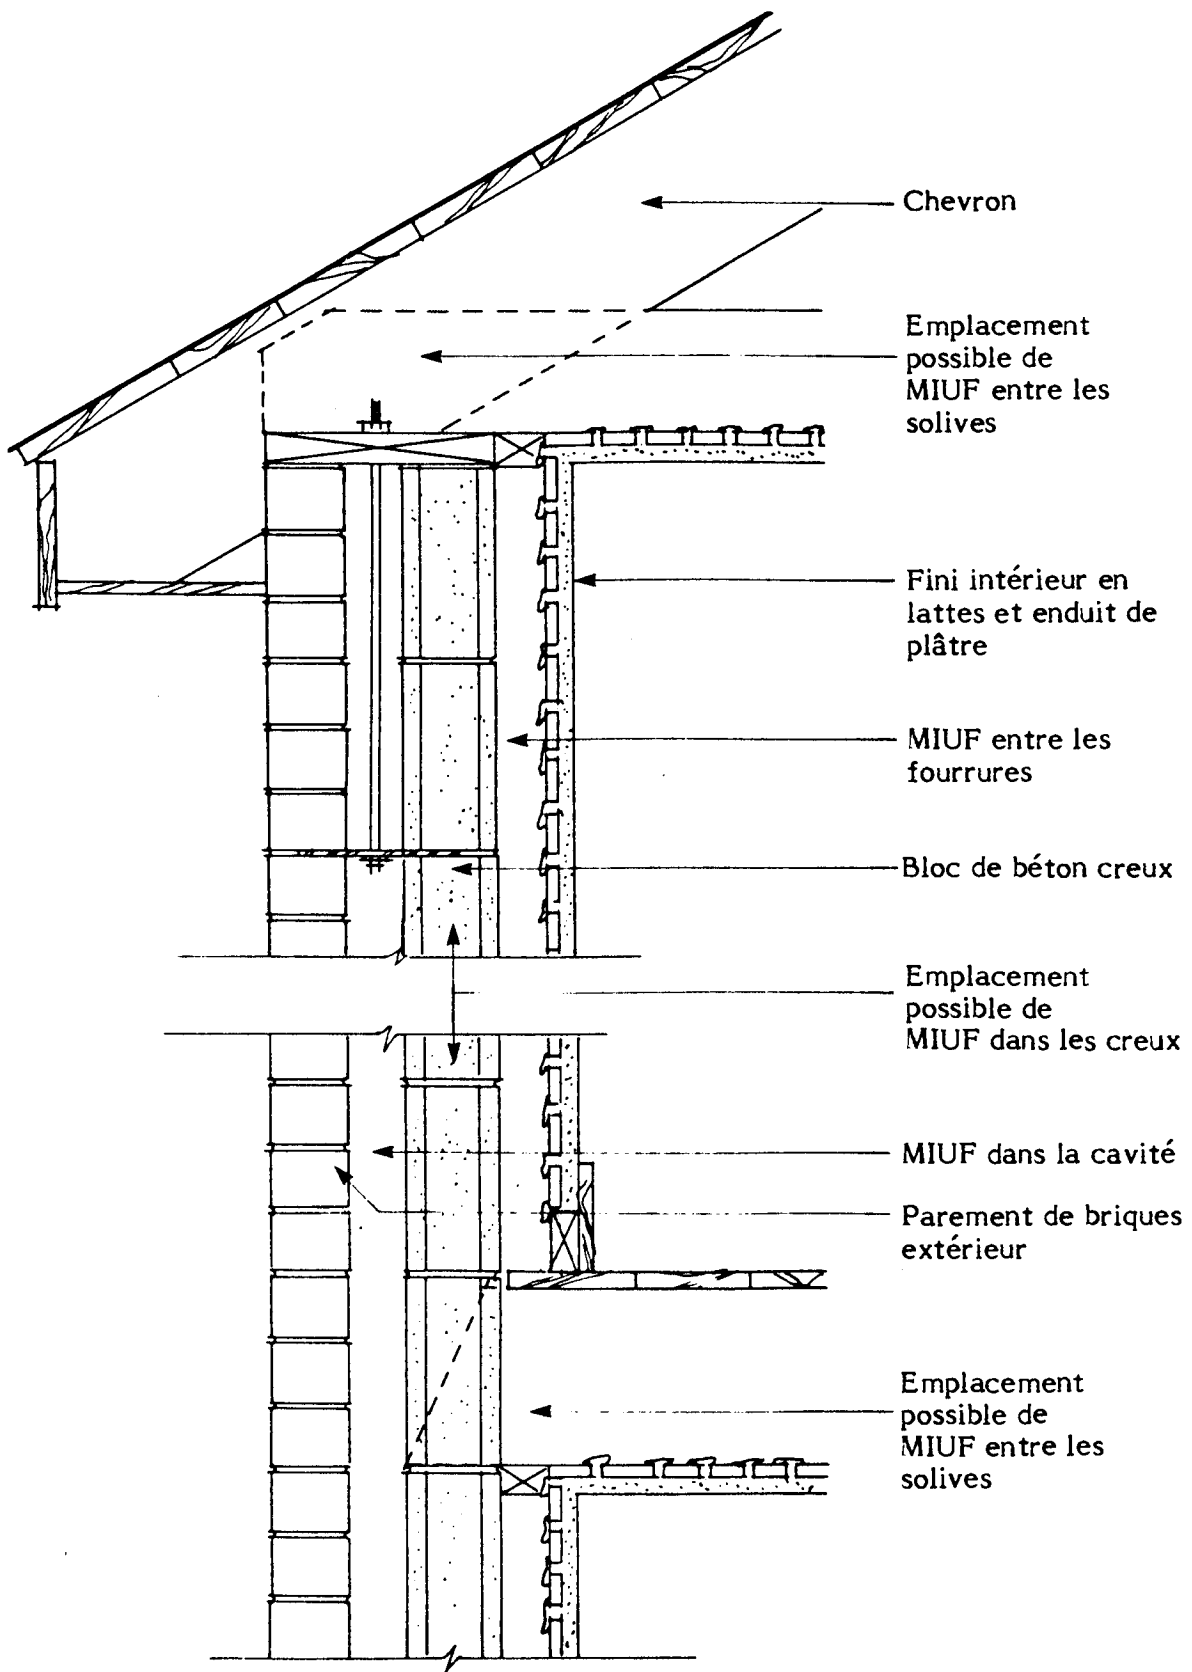 Chevron
Emplacement
possible de
MIUF entre les
solives
Fini intérieur en
lattes et enduit de
plâtre
MIUF entre les
fourrures
Bloc de béton creux
Emplacement
possible de
MIUF dans les creux
MIUF dans la cavité
Parement de briques
extérieur
Emplacement
possible de
MIUF entre les
solives